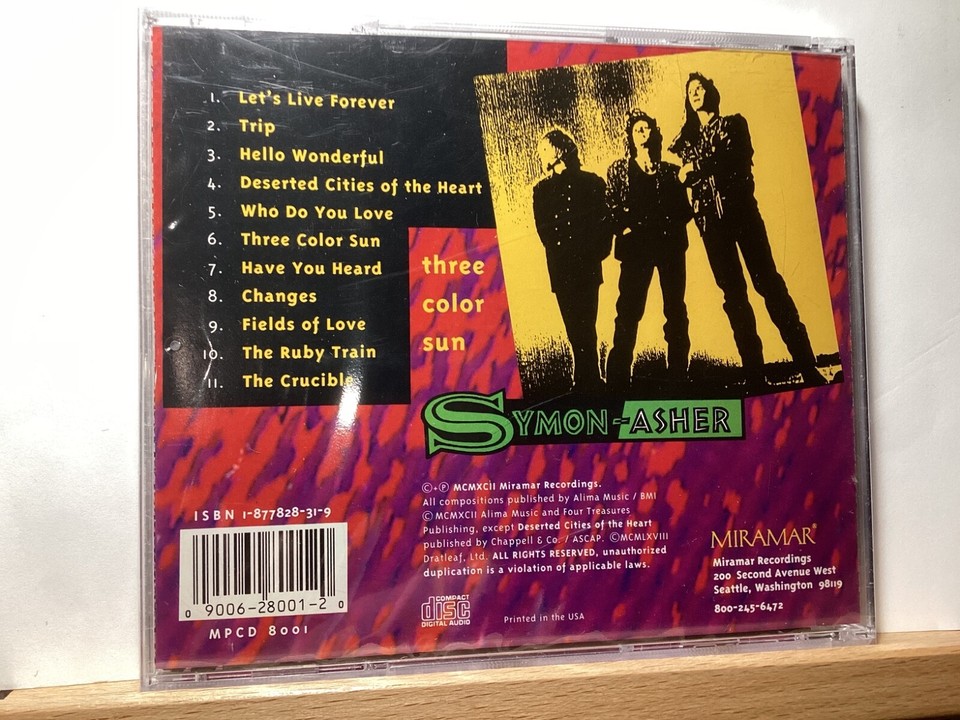 1. Let's Live Forever
2. Trip
3. Hello Wonderful
4. Deserted Cities of the Heart
5. Who Do You Love
6. Three Color Sun
7. Have You Heard
8. Changes
9. Fields of Love
10. The Ruby Train
11. The Crucible
three
color
sun
SYMON-ASHER
ISBN 1-877828-31-9
0 9006-28001-2 0
MPCD 8001
©+℗ MCMXCII Miramar Recordings.
All compositions published by Alima Music / BMI
© MCMXCII Alima Music and Four Treasures
Publishing, except Deserted Cities of the Heart
published by Chappell & Co. / ASCAP. ©MCMLXVIII
Dratleaf, Ltd. ALL RIGHTS RESERVED, unauthorized
duplication is a violation of applicable laws.
COMPACT
disc
DIGITAL AUDIO
Printed in the USA
MIRAMAR®
Miramar Recordings
200 Second Avenue West
Seattle, Washington 98119
800-245-6472